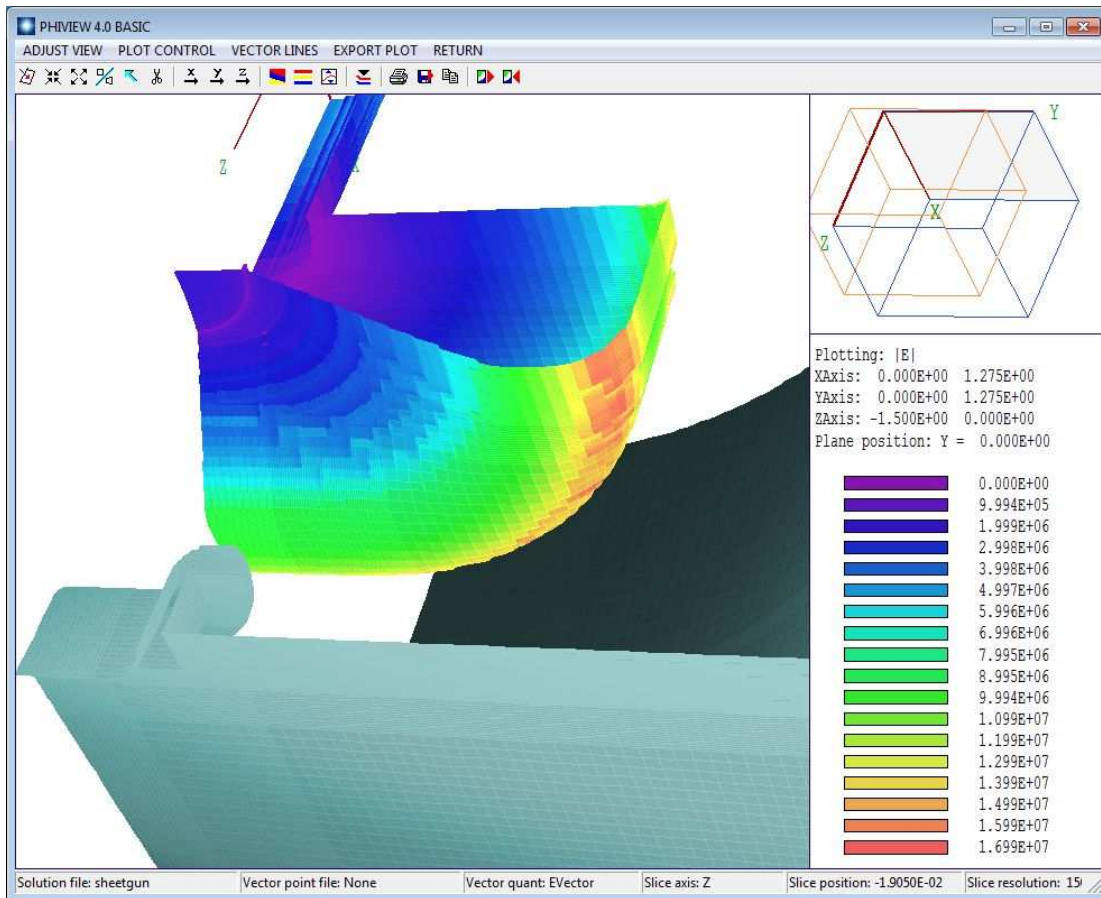 PHIVIEW 4.0 BASIC
ADJUST VIEW PLOT CONTROL VECTOR LINES EXPORT PLOT RETURN
X Y Z
Z
Y
X
Z
Plotting: |E|
XAxis: 0.000E+00 1.275E+00
YAxis: 0.000E+00 1.275E+00
ZAxis: -1.500E+00 0.000E+00
Plane position: Y = 0.000E+00
0.000E+00
9.994E+05
1.999E+06
2.998E+06
3.998E+06
4.997E+06
5.996E+06
6.996E+06
7.995E+06
8.995E+06
9.994E+06
1.099E+07
1.199E+07
1.299E+07
1.399E+07
1.499E+07
1.599E+07
1.699E+07
Solution file: sheetgun Vector point file: None Vector quant: EVector Slice axis: Z Slice position: -1.9050E-02 Slice resolution: